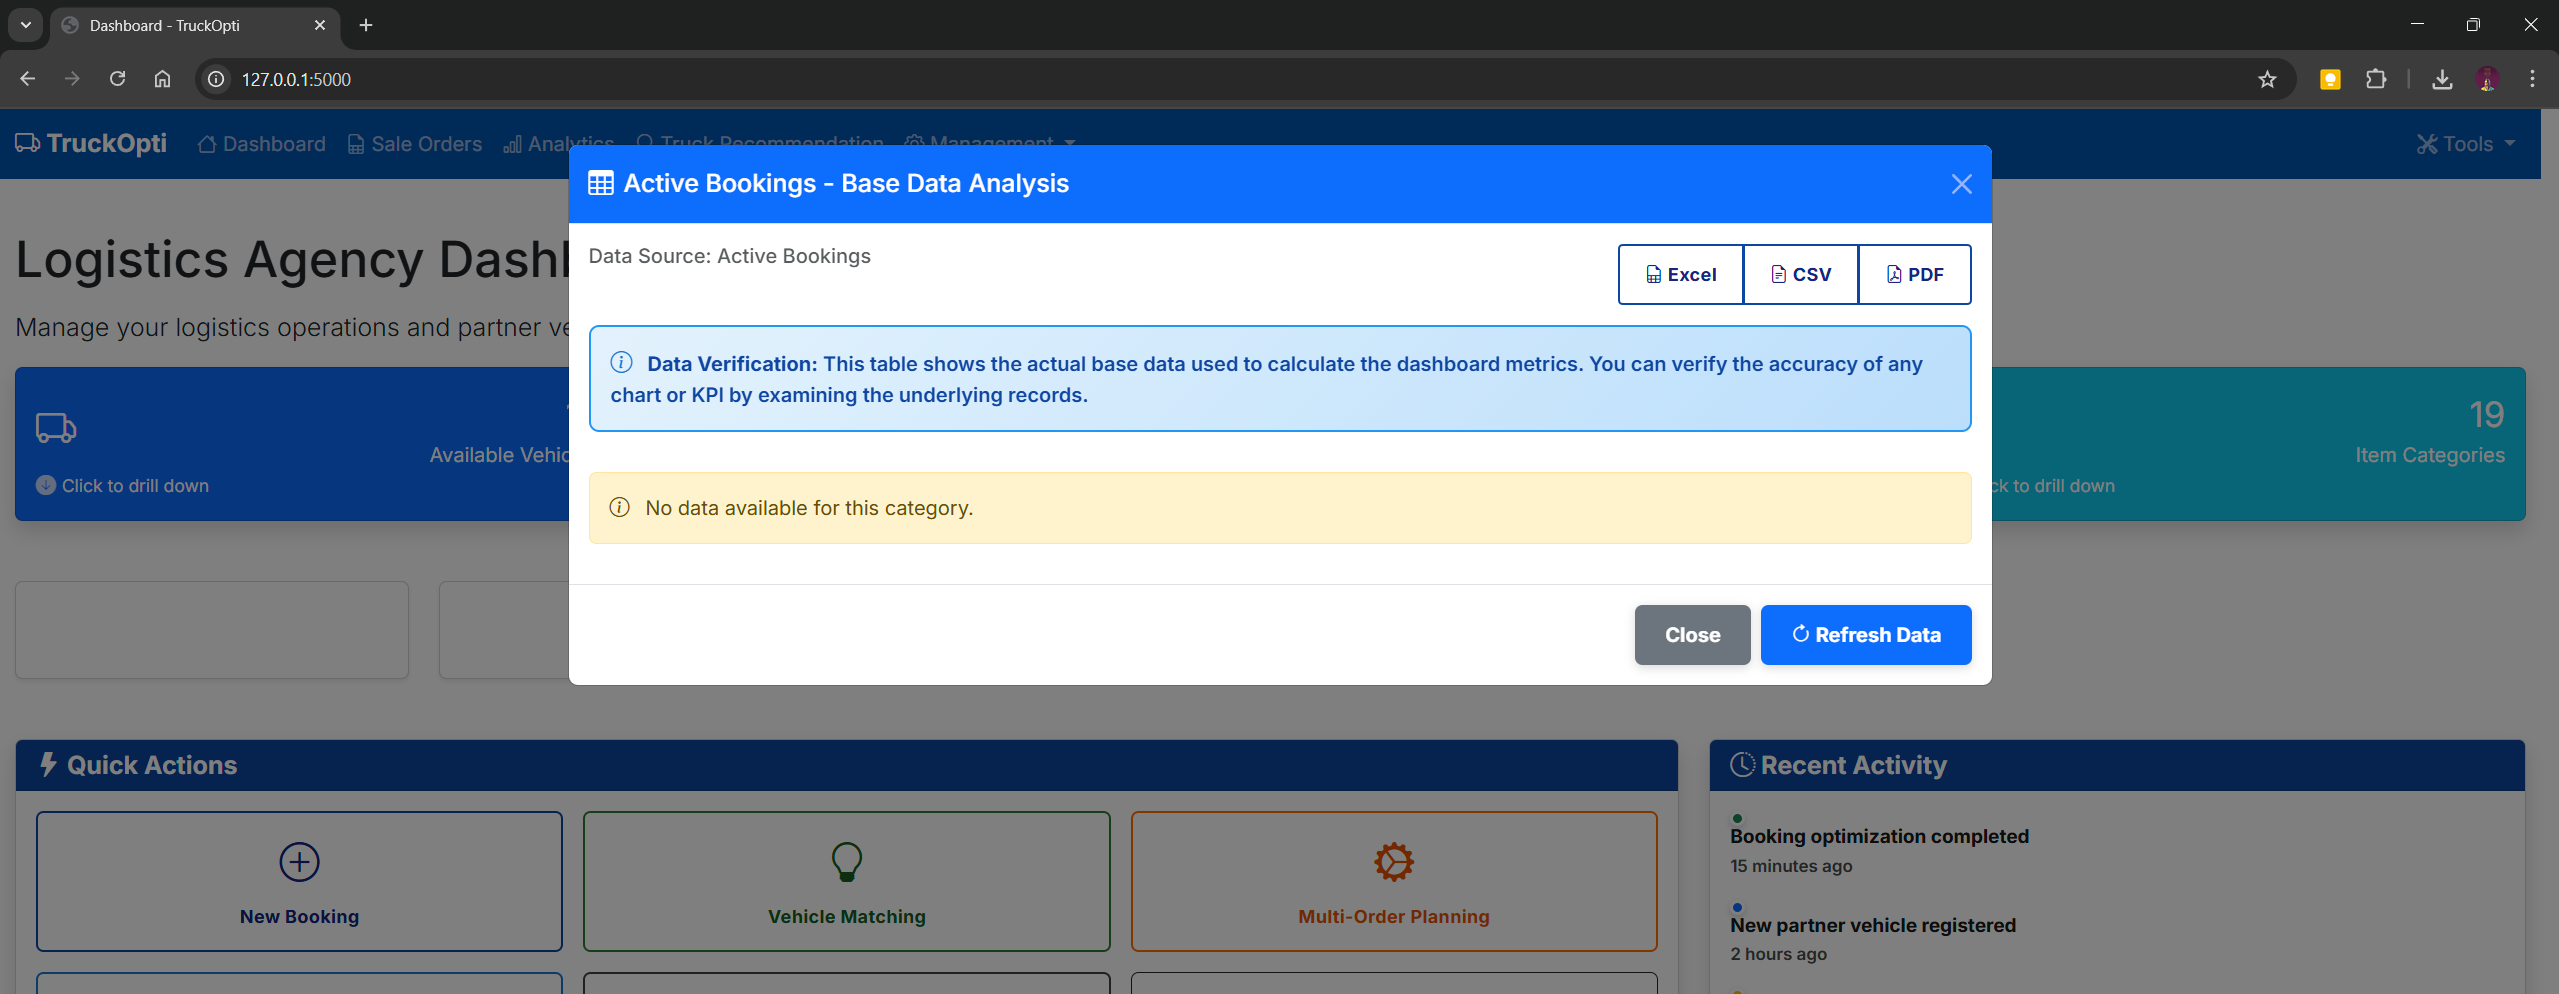 Dashboard - TruckOpti
127.0.0.1:5000
TruckOpti Dashboard Sale Orders Analytics Truck Recommendation Management Tools
Active Bookings - Base Data Analysis
Data Source: Active Bookings
Excel CSV PDF
Data Verification: This table shows the actual base data used to calculate the dashboard metrics. You can verify the accuracy of any
chart or KPI by examining the underlying records.
No data available for this category.
Close Refresh Data
Logistics Agency
Manage your logistics operations and partner
Available
Click to drill down
19
Item Categories
to drill down
Quick Actions
New Booking
Vehicle Matching
Multi-Order Planning
Recent Activity
Booking optimization completed
15 minutes ago
New partner vehicle registered
2 hours ago